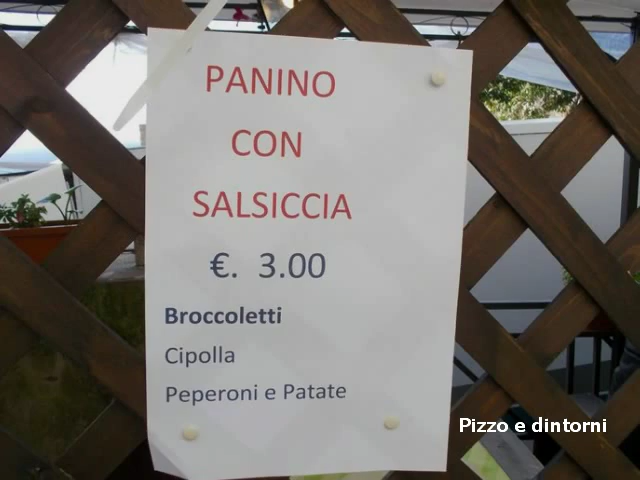 PANINO
CON
SALSICCIA
€. 3.00
Broccoletti
Cipolla
Peperoni e Patate
Pizzo e dintorni